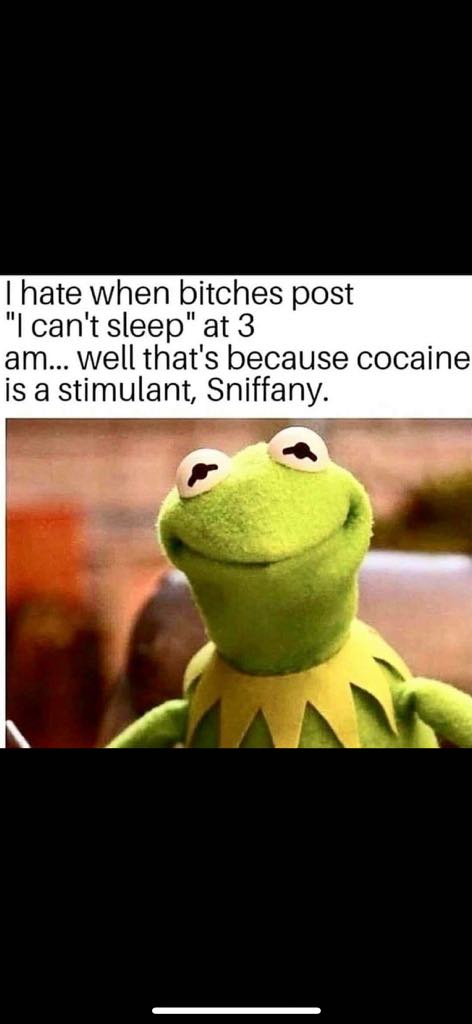 I hate when bitches post
"I can't sleep" at 3
am... well that's because cocaine
is a stimulant, Sniffany.